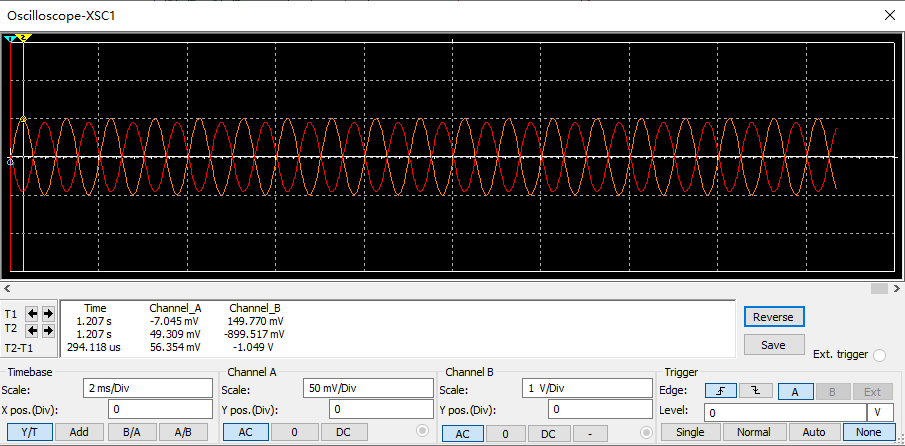 Oscilloscope-XSC1
1 2
T1
T2
T2-T1
Time Channel_A Channel_B
1.207 s -7.045 mV 149.770 mV
1.207 s 49.309 mV -899.517 mV
294.118 us 56.354 mV -1.049 V
Reverse
Save
Ext. trigger
Timebase
Scale: 2 ms/Div
X pos.(Div): 0
Y/T Add B/A A/B
Channel A
Scale: 50 mV/Div
Y pos.(Div): 0
AC 0 DC
Channel B
Scale: 1 V/Div
Y pos.(Div): 0
AC 0 DC -
Trigger
Edge: A B Ext
Level: 0 V
Single Normal Auto None